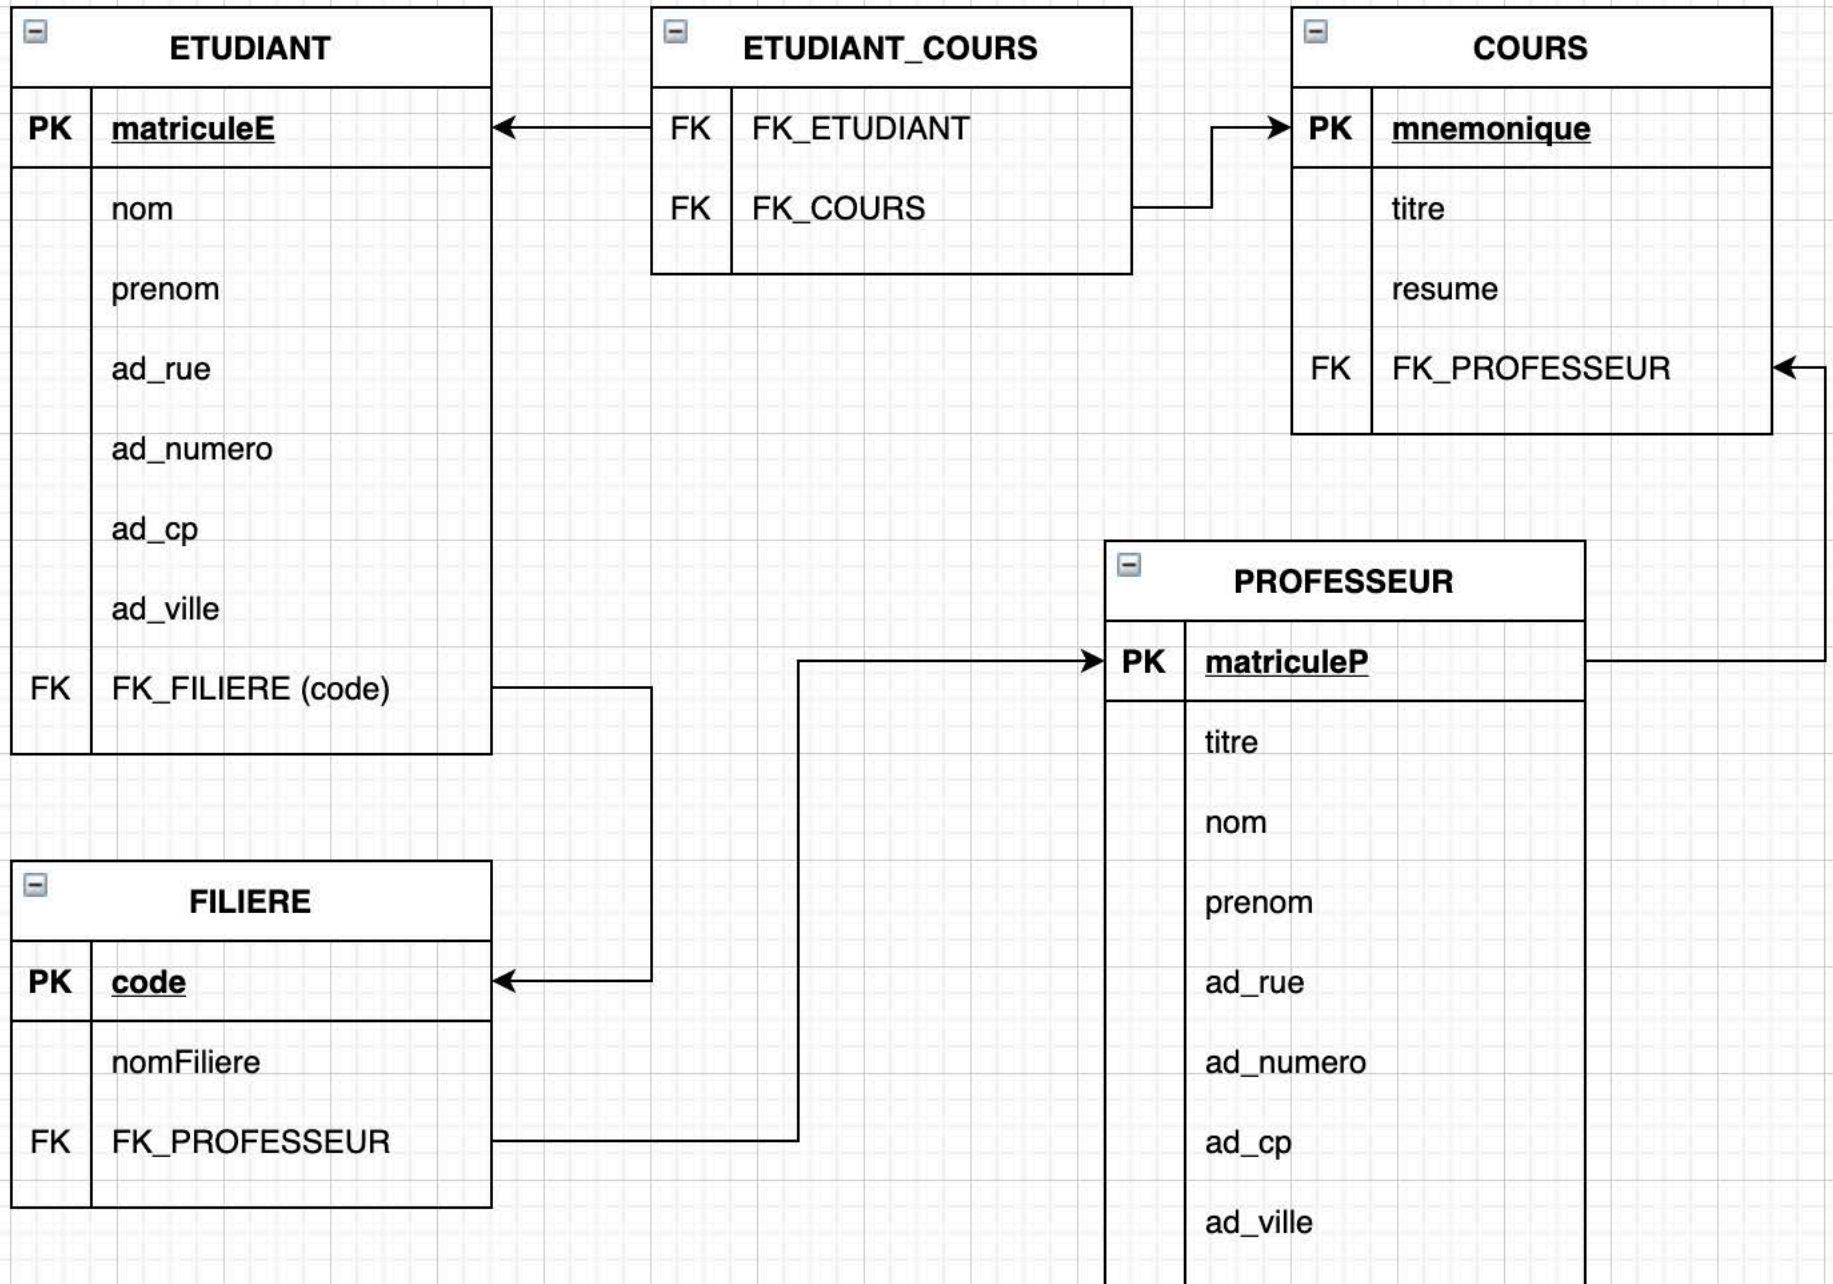 ETUDIANT
PK matriculeE
nom
prenom
ad_rue
ad_numero
ad_cp
ad_ville
FK FK_FILIERE (code)
ETUDIANT_COURS
FK FK_ETUDIANT
FK FK_COURS
COURS
PK mnemonique
titre
resume
FK FK_PROFESSEUR
FILIERE
PK code
nomFiliere
FK FK_PROFESSEUR
PROFESSEUR
PK matriculeP
titre
nom
prenom
ad_rue
ad_numero
ad_cp
ad_ville